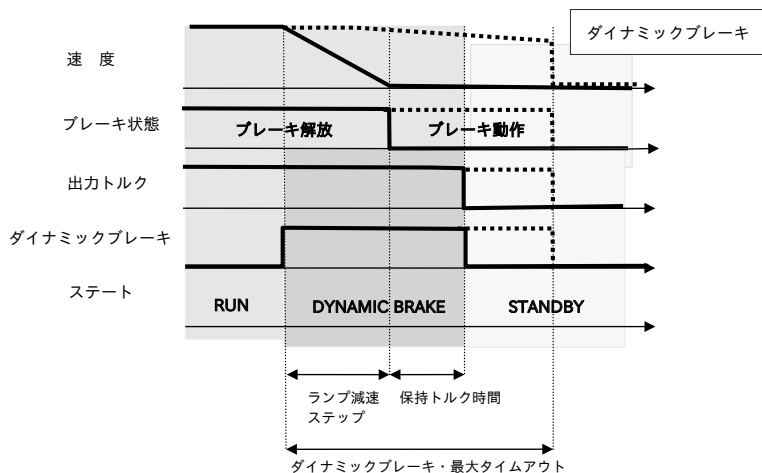 ダイナミックブレーキ
速 度
ブレーキ状態
ブレーキ解放
ブレーキ動作
出力トルク
ダイナミックブレーキ
ステート
RUN
DYNAMIC BRAKE
STANDBY
ランプ減速
ステップ
保持トルク時間
ダイナミックブレーキ・最大タイムアウト